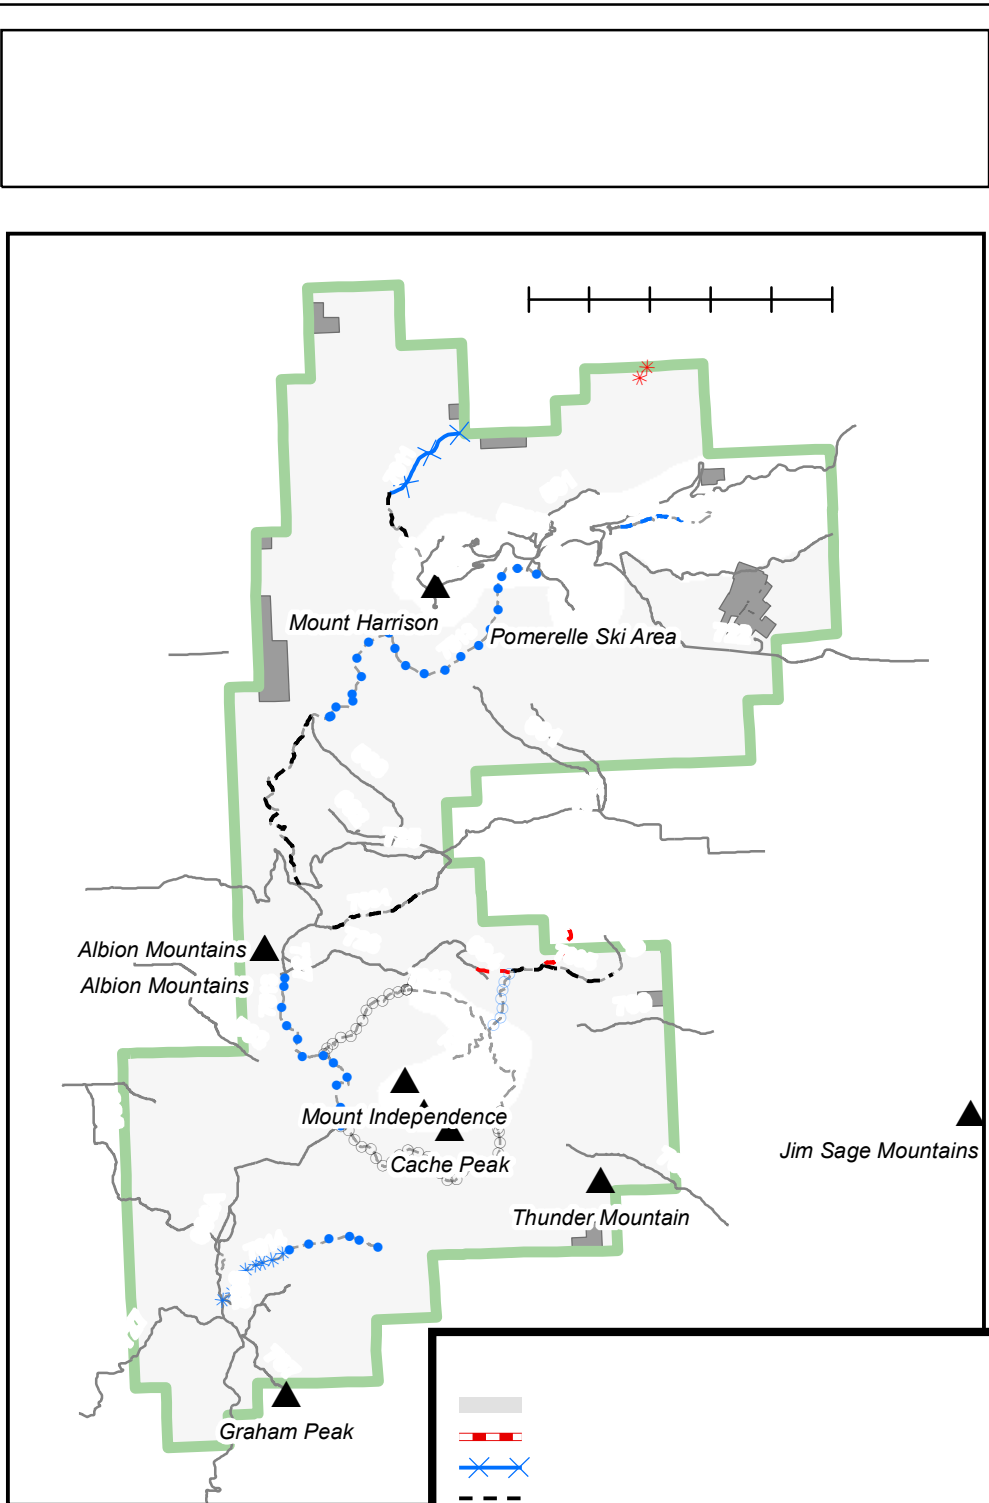 Mount Harrison
Pomerelle Ski Area
Albion Mountains
Albion Mountains
Mount Independence
Jim Sage Mountains
Cache Peak
Thunder Mountain
Graham Peak